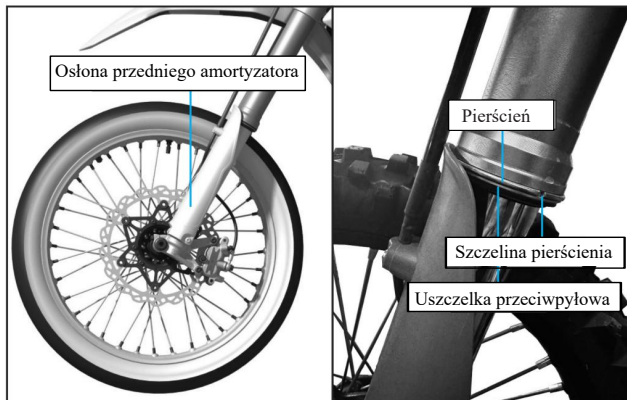 Osłona przedniego amortyzatora
Pierścień
Szczelina pierścienia
Uszczelka przeciwpyłowa